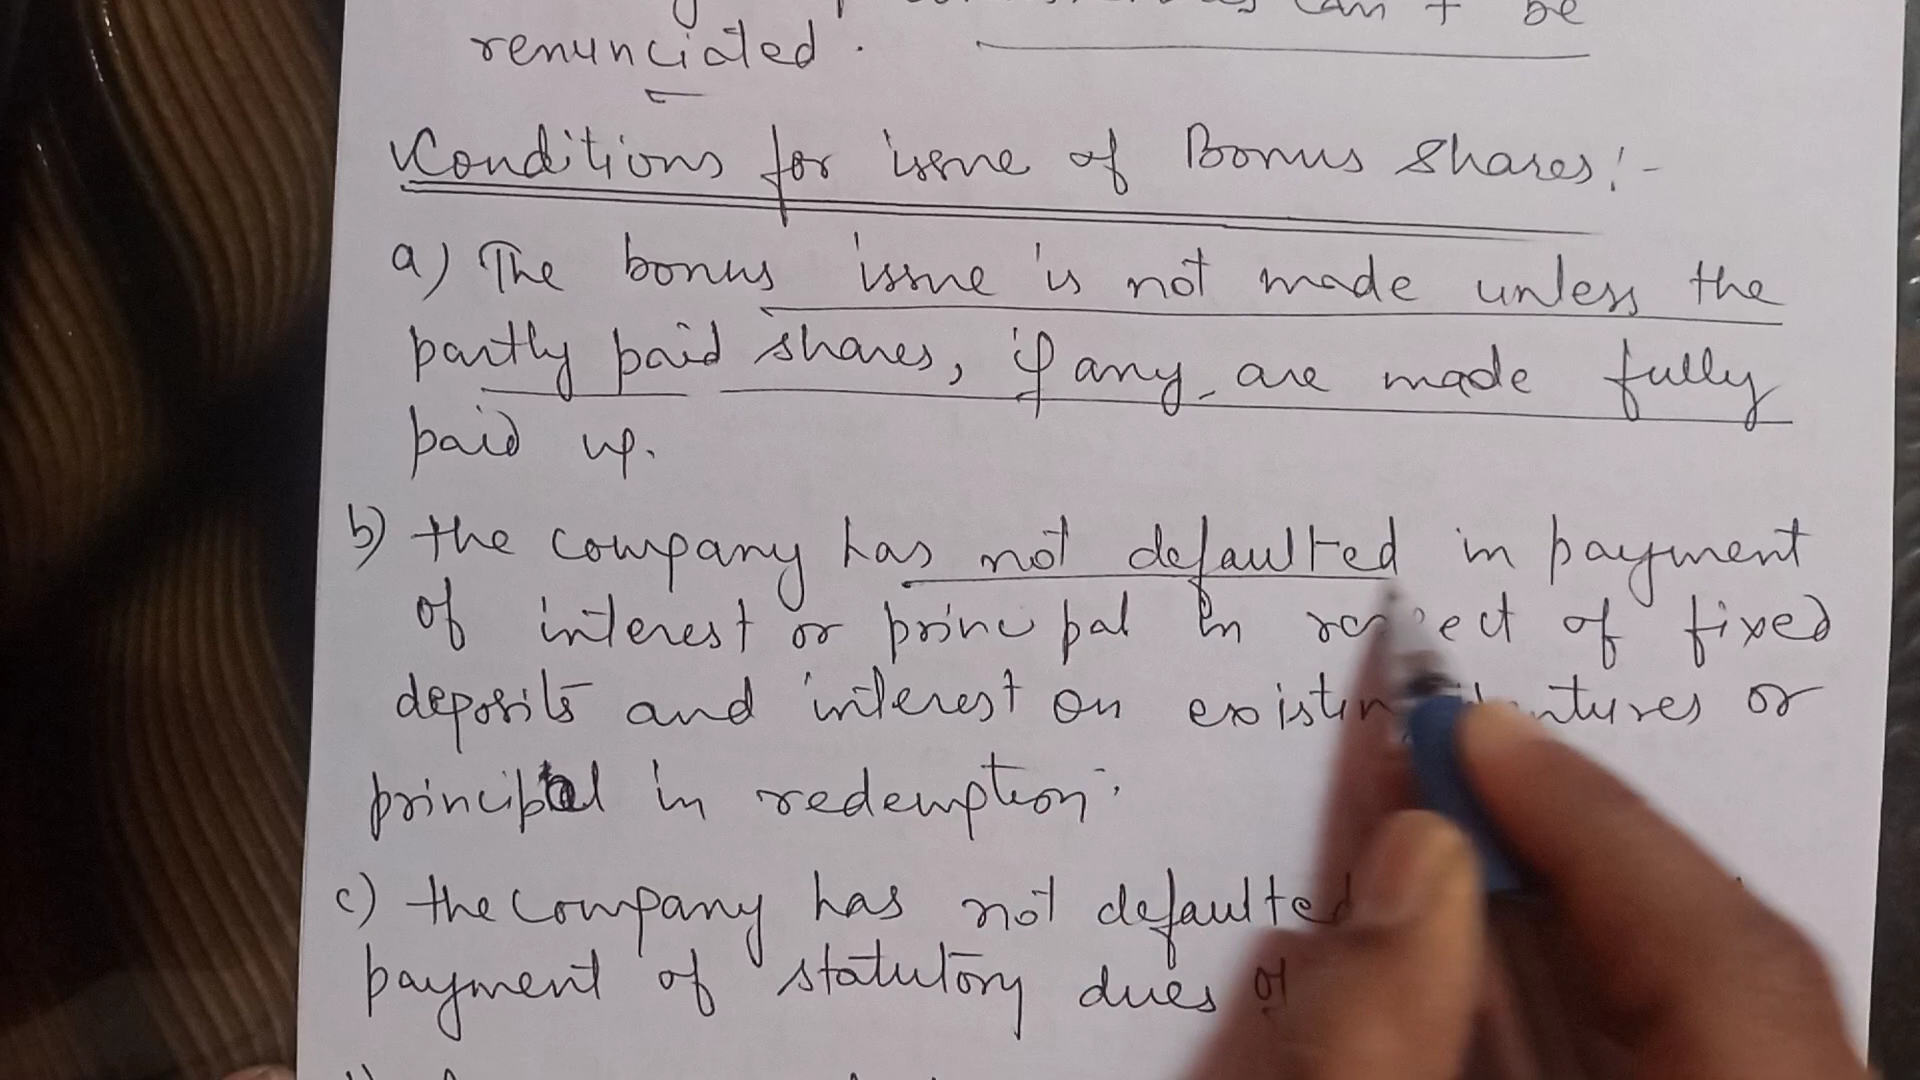 can't be
renunciated.
Conditions for issue of Bonus shares:-
a) The bonus issue is not made unless the
partly paid shares, if any, are made fully
paid up.
b) the company has not defaulted in payment
of interest or principal in respect of fixed
deposits and interest on or
principal in redemption.
c) the company has not defaulted
payment of statutory dues of